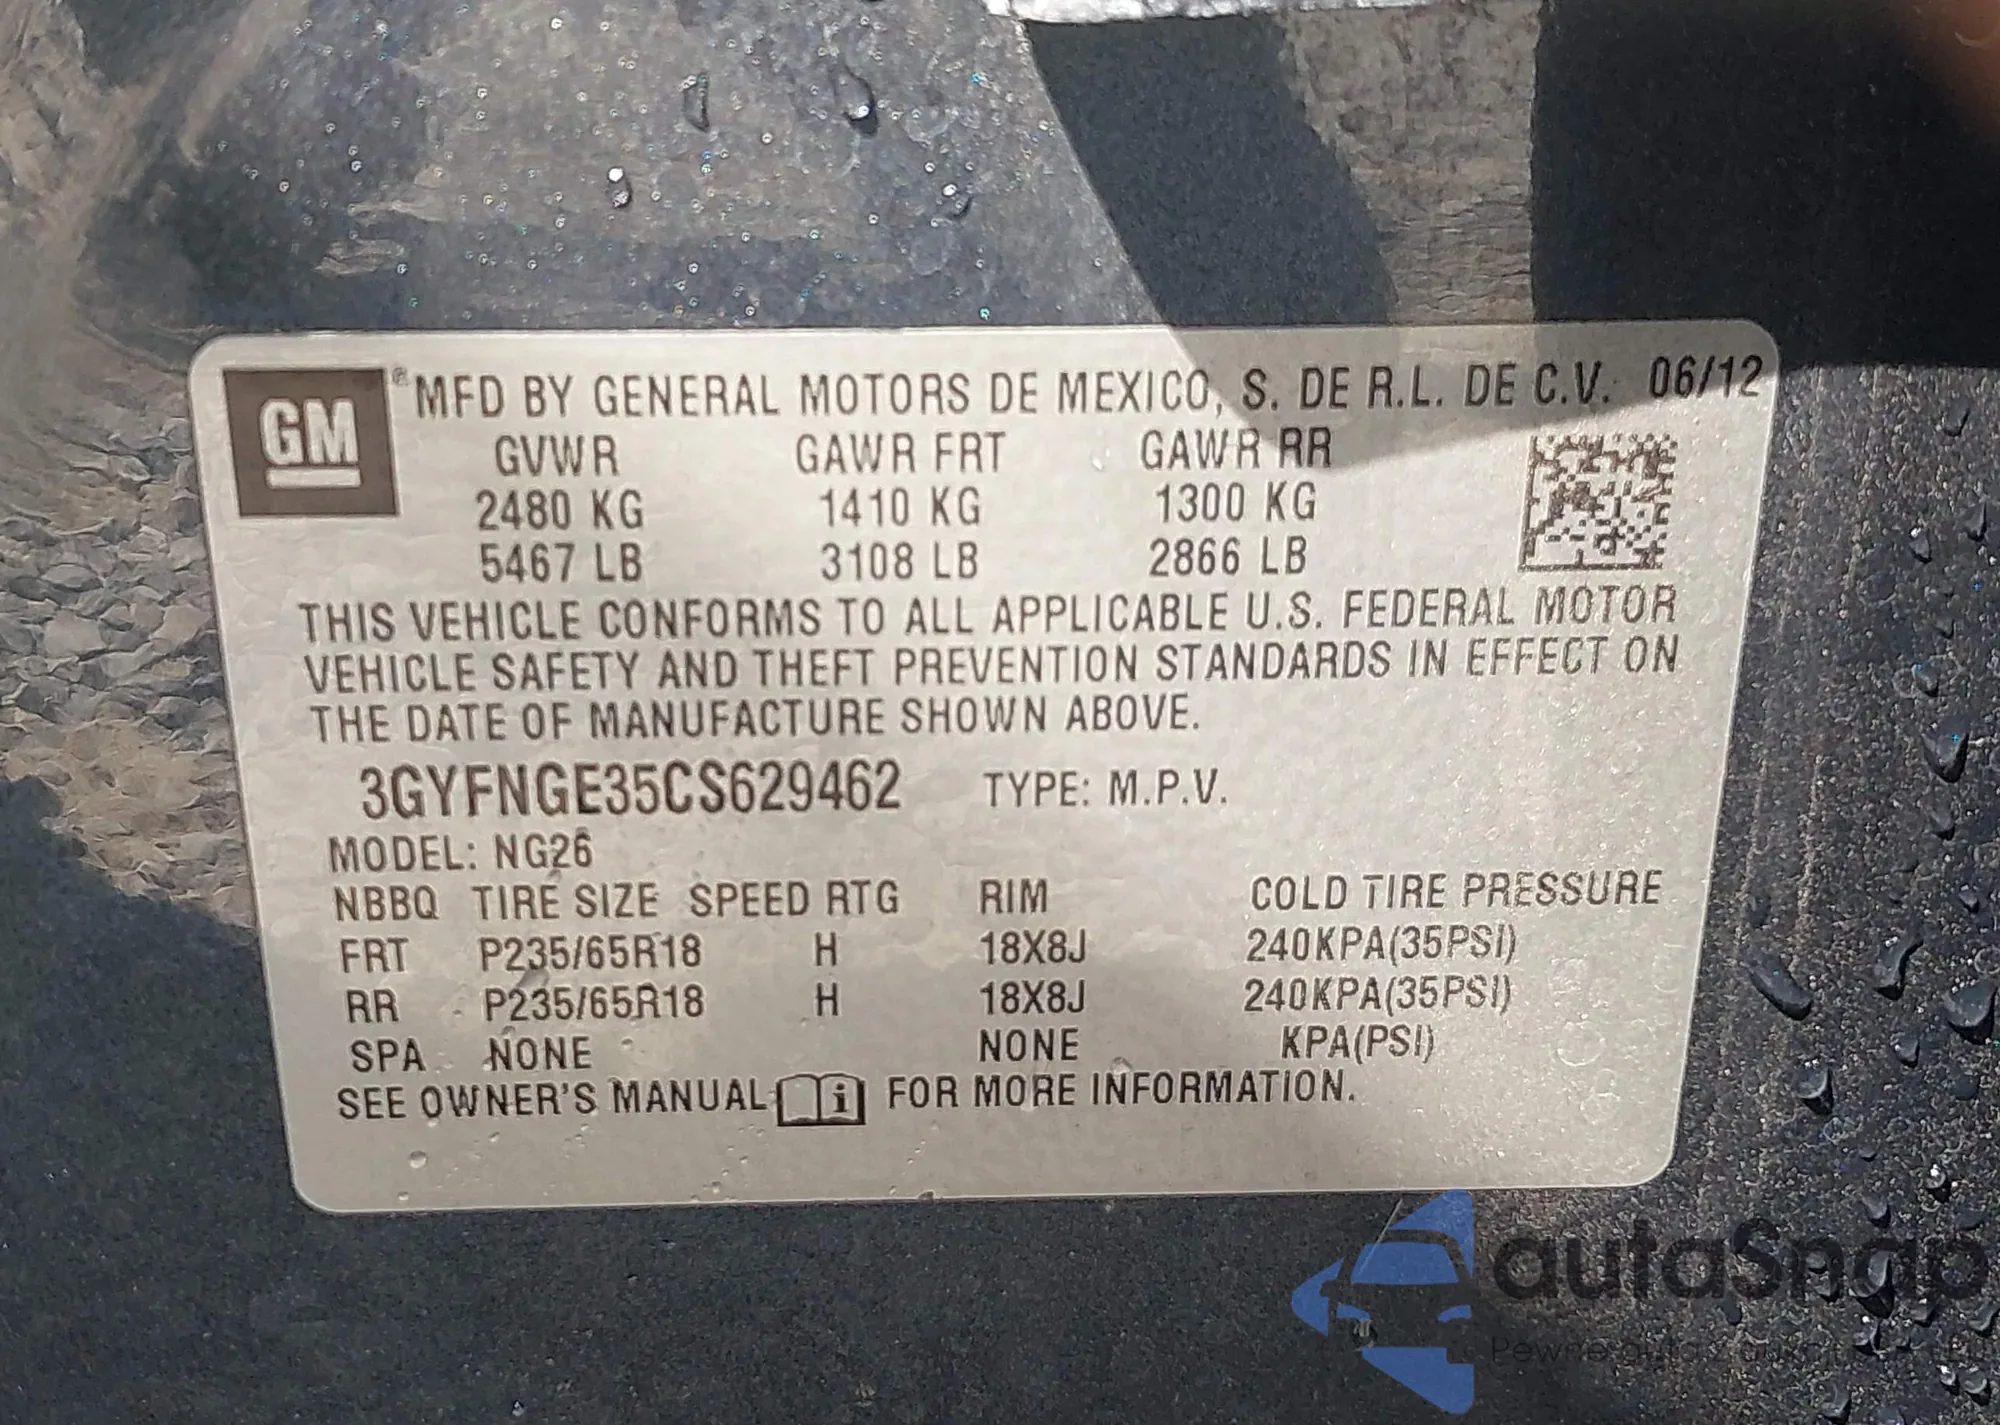 GM ® MFD BY GENERAL MOTORS DE MEXICO, S. DE R.L. DE C.V. 06/12
GVWR GAWR FRT GAWR RR
2480 KG 1410 KG 1300 KG
5467 LB 3108 LB 2866 LB
THIS VEHICLE CONFORMS TO ALL APPLICABLE U.S. FEDERAL MOTOR
VEHICLE SAFETY AND THEFT PREVENTION STANDARDS IN EFFECT ON
THE DATE OF MANUFACTURE SHOWN ABOVE.
3GYFNGE35CS629462 TYPE: M.P.V.
MODEL: NG26
NBBQ TIRE SIZE SPEED RTG RIM COLD TIRE PRESSURE
FRT P235/65R18 H 18X8J 240KPA(35PSI)
RR P235/65R18 H 18X8J 240KPA(35PSI)
SPA NONE NONE KPA(PSI)
SEE OWNER'S MANUAL i FOR MORE INFORMATION.
autaSnap
Pewne auta z